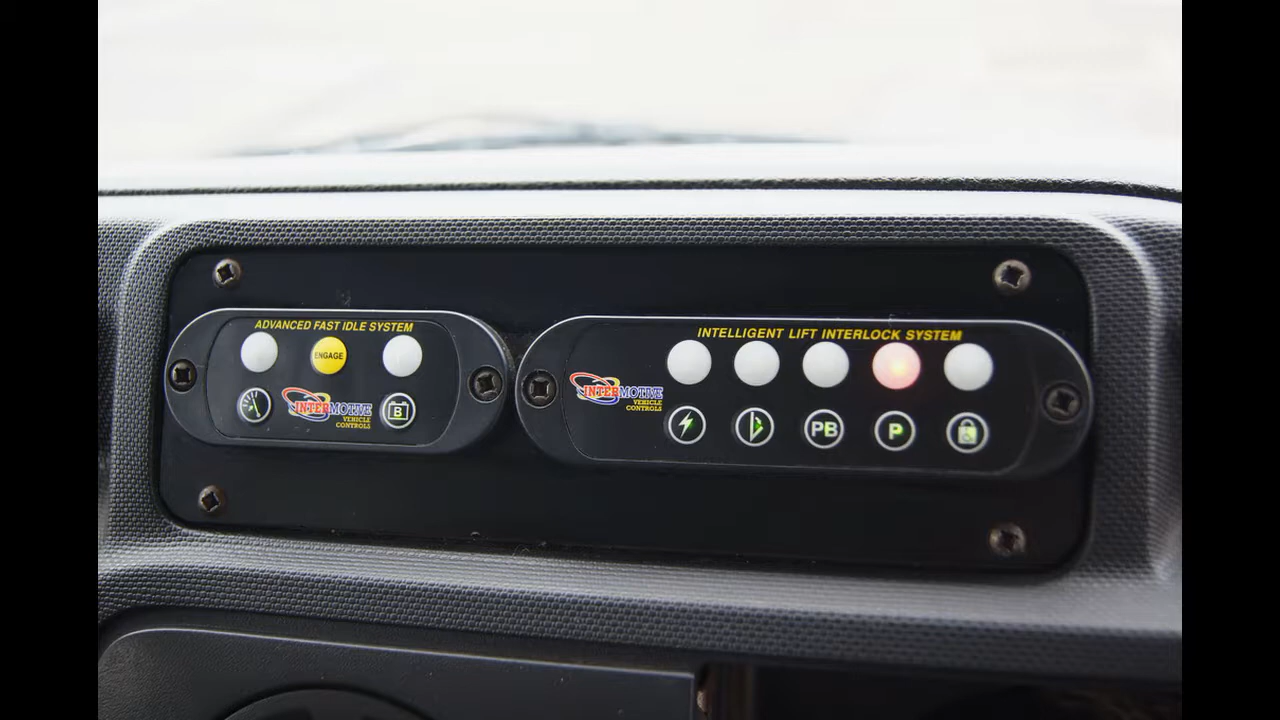 ADVANCED FAST IDLE SYSTEM
ENGAGE
INTERMOTIVE
VEHICLE
CONTROLS
B
INTELLIGENT LIFT INTERLOCK SYSTEM
INTERMOTIVE
VEHICLE
CONTROLS
PB
P